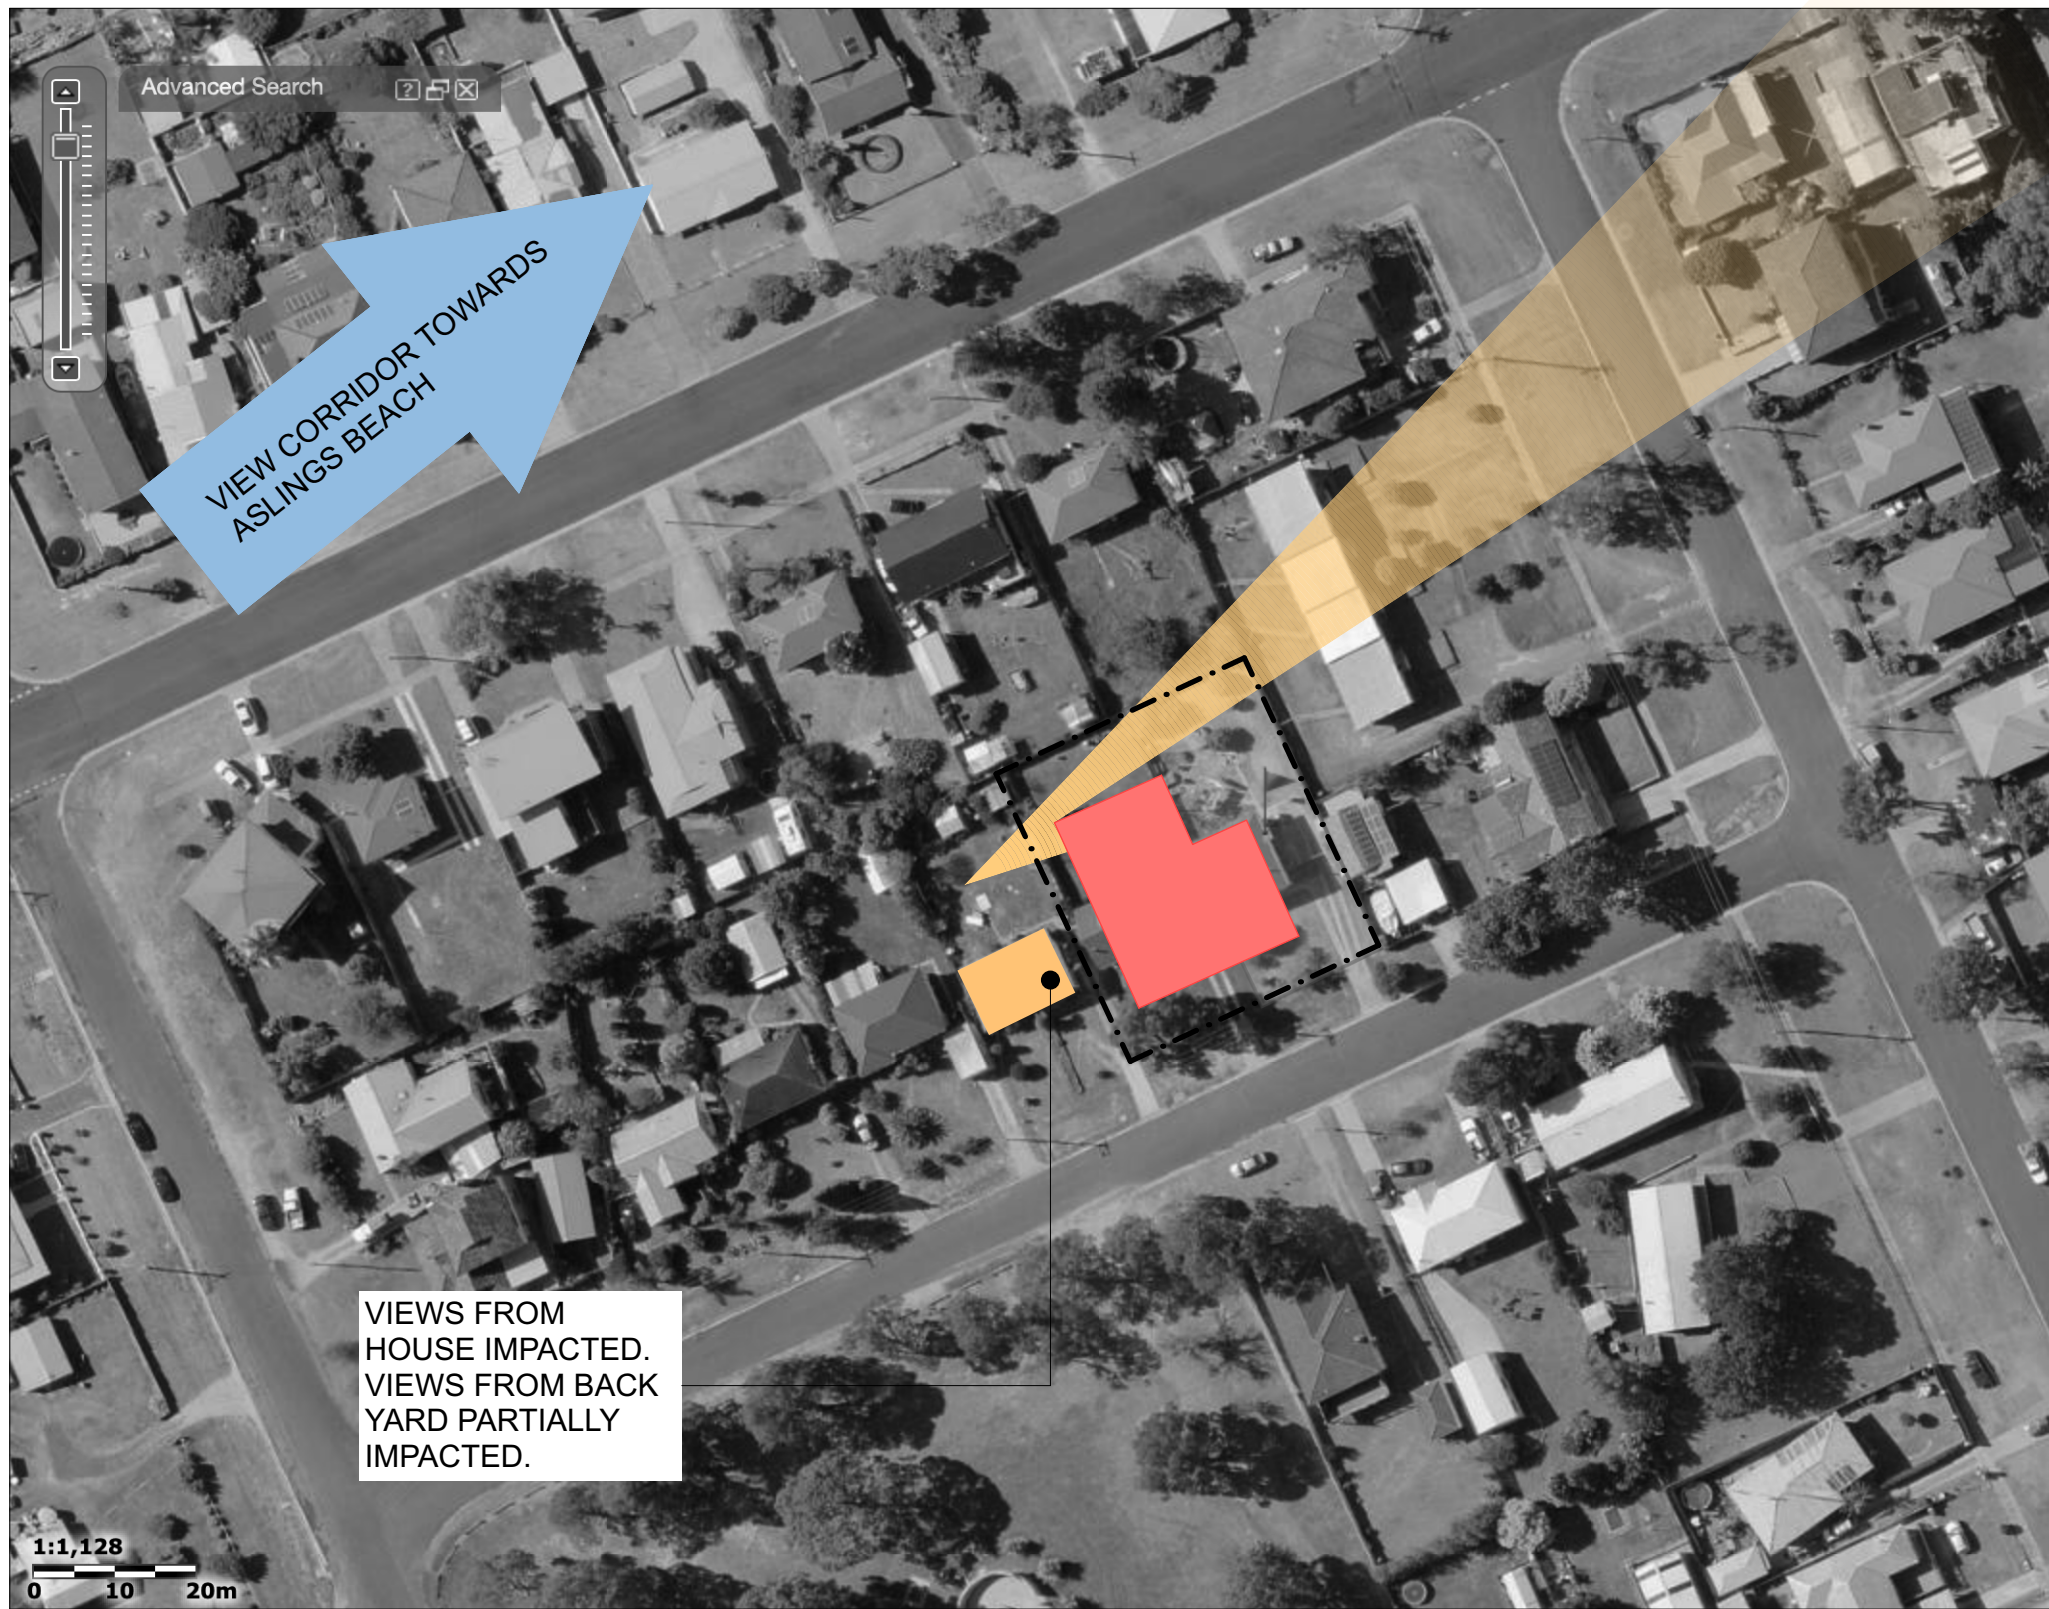 Advanced Search
?
VIEW CORRIDOR TOWARDS
ASLINGS BEACH
VIEWS FROM
HOUSE IMPACTED.
VIEWS FROM BACK
YARD PARTIALLY
IMPACTED.
1:1,128
0 10 20m